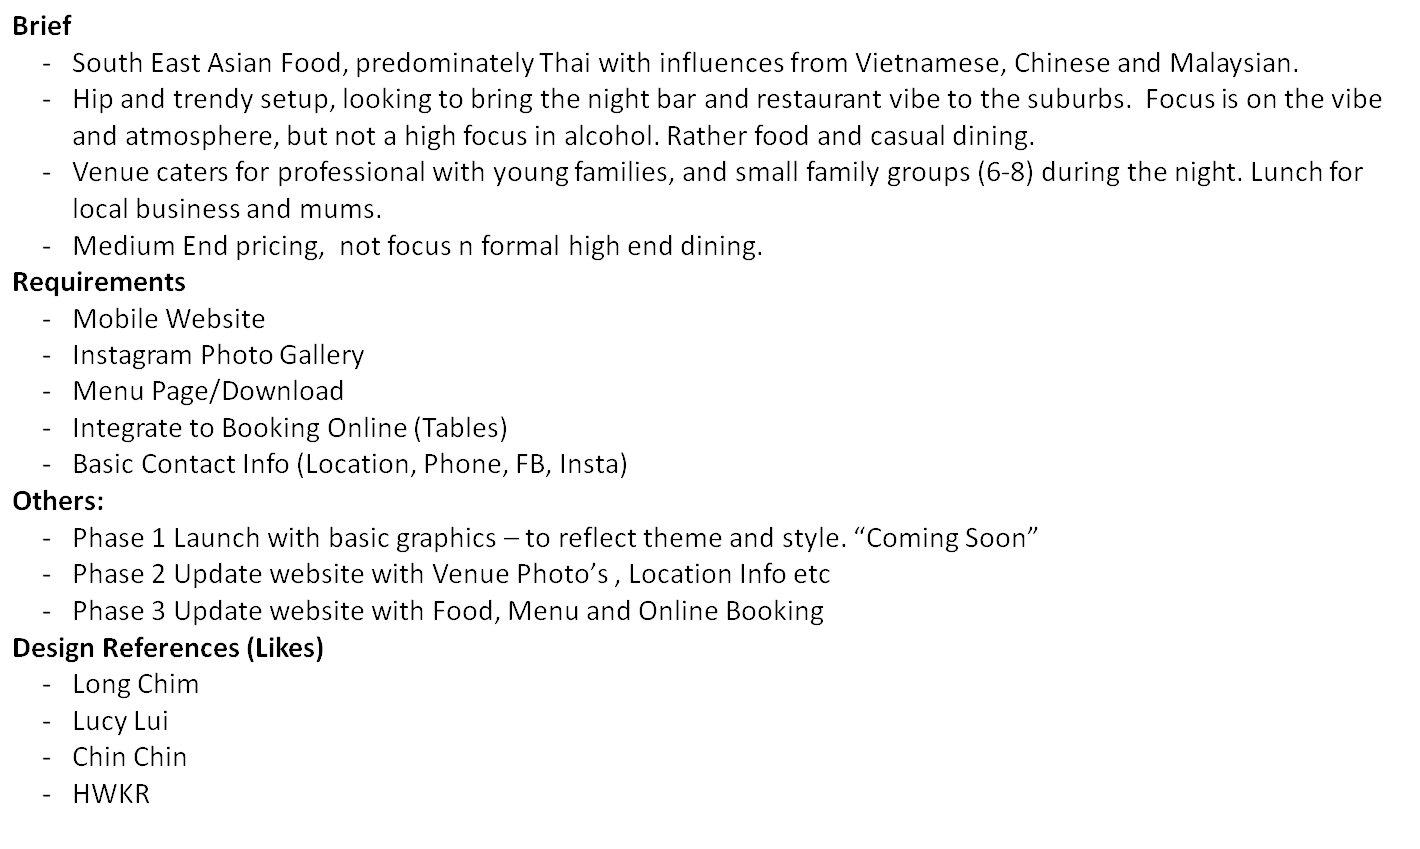 Brief
- South East Asian Food, predominately Thai with influences from Vietnamese, Chinese and Malaysian.
- Hip and trendy setup, looking to bring the night bar and restaurant vibe to the suburbs.  Focus is on the vibe
and atmosphere, but not a high focus in alcohol. Rather food and casual dining.
- Venue caters for professional with young families, and small family groups (6-8) during the night. Lunch for
local business and mums.
- Medium End pricing,  not focus n formal high end dining.
Requirements
- Mobile Website
- Instagram Photo Gallery
- Menu Page/Download
- Integrate to Booking Online (Tables)
- Basic Contact Info (Location, Phone, FB, Insta)
Others:
- Phase 1 Launch with basic graphics – to reflect theme and style. “Coming Soon”
- Phase 2 Update website with Venue Photo’s , Location Info etc
- Phase 3 Update website with Food, Menu and Online Booking
Design References (Likes)
- Long Chim
- Lucy Lui
- Chin Chin
- HWKR